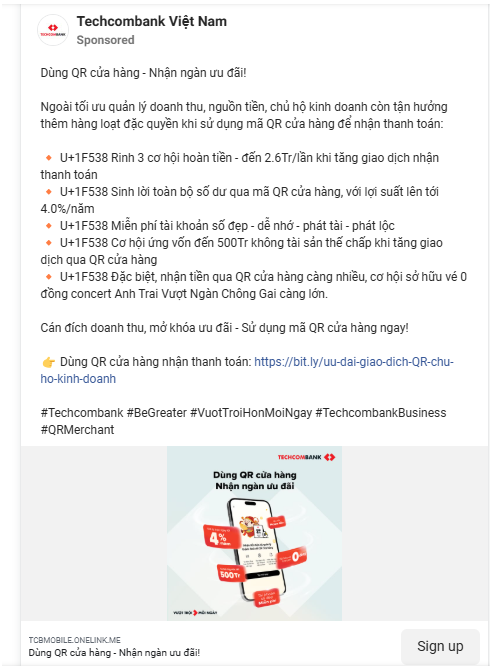 Techcombank Việt Nam
Sponsored
Dùng QR cửa hàng - Nhận ngàn ưu đãi!
Ngoài tối ưu quản lý doanh thu, nguồn tiền, chủ hộ kinh doanh còn tận hưởng
thêm hàng loạt đặc quyền khi sử dụng mã QR cửa hàng để nhận thanh toán:
🔸 U+1F538 Rinh 3 cơ hội hoàn tiền - đến 2.6Tr/lần khi tăng giao dịch nhận
thanh toán
🔸 U+1F538 Sinh lời toàn bộ số dư qua mã QR cửa hàng, với lợi suất lên tới
4.0%/năm
🔸 U+1F538 Miễn phí tài khoản số đẹp - dễ nhớ - phát tài - phát lộc
🔸 U+1F538 Cơ hội ứng vốn đến 500Tr không tài sản thế chấp khi tăng giao
dịch qua QR cửa hàng
🔸 U+1F538 Đặc biệt, nhận tiền qua QR cửa hàng càng nhiều, cơ hội sở hữu vé 0
đồng concert Anh Trai Vượt Ngàn Chông Gai càng lớn.
Cán đích doanh thu, mở khóa ưu đãi - Sử dụng mã QR cửa hàng ngay!
👉 Dùng QR cửa hàng nhận thanh toán: https://bit.ly/uu-dai-giao-dich-QR-chu-
ho-kinh-doanh
#Techcombank #BeGreater #VuotTroiHonMoiNgay #TechcombankBusiness
#QRMerchant
TECHCOMBANK
Dùng QR cửa hàng
Nhận ngàn ưu đãi
4%
0
500Tr
VƯỢT TRỘI MỖI NGÀY
TCBMOBILE.ONELINK.ME
Dùng QR cửa hàng - Nhận ngàn ưu đãi!
Sign up